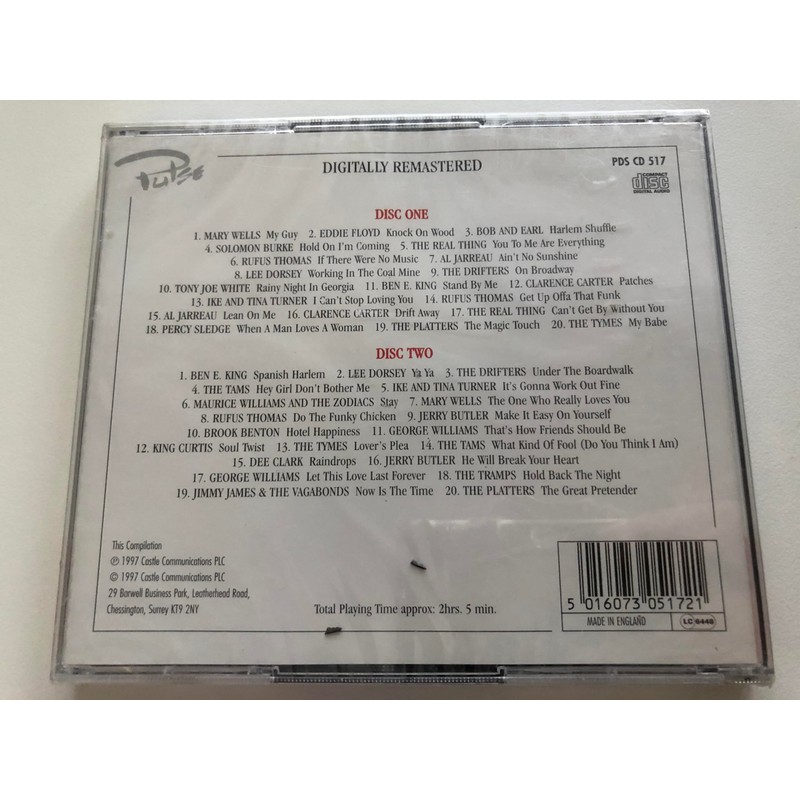 Pulse
DIGITALLY REMASTERED
PDS CD 517
COMPACT
disc
DIGITAL AUDIO
DISC ONE
1. MARY WELLS My Guy 2. EDDIE FLOYD Knock On Wood 3. BOB AND EARL Harlem Shuffle
4. SOLOMON BURKE Hold On I'm Coming 5. THE REAL THING You To Me Are Everything
6. RUFUS THOMAS If There Were No Music 7. AL JARREAU Ain't No Sunshine
8. LEE DORSEY Working In The Coal Mine 9. THE DRIFTERS On Broadway
10. TONY JOE WHITE Rainy Night In Georgia 11. BEN E. KING Stand By Me 12. CLARENCE CARTER Patches
13. IKE AND TINA TURNER I Can't Stop Loving You 14. RUFUS THOMAS Get Up Offa That Funk
15. AL JARREAU Lean On Me 16. CLARENCE CARTER Drift Away 17. THE REAL THING Can't Get By Without You
18. PERCY SLEDGE When A Man Loves A Woman 19. THE PLATTERS The Magic Touch 20. THE TYMES My Babe
DISC TWO
1. BEN E. KING Spanish Harlem 2. LEE DORSEY Ya Ya 3. THE DRIFTERS Under The Boardwalk
4. THE TAMS Hey Girl Don't Bother Me 5. IKE AND TINA TURNER It's Gonna Work Out Fine
6. MAURICE WILLIAMS AND THE ZODIACS Stay 7. MARY WELLS The One Who Really Loves You
8. RUFUS THOMAS Do The Funky Chicken 9. JERRY BUTLER Make It Easy On Yourself
10. BROOK BENTON Hotel Happiness 11. GEORGE WILLIAMS That's How Friends Should Be
12. KING CURTIS Soul Twist 13. THE TYMES Lover's Plea 14. THE TAMS What Kind Of Fool (Do You Think I Am)
15. DEE CLARK Raindrops 16. JERRY BUTLER He Will Break Your Heart
17. GEORGE WILLIAMS Let This Love Last Forever 18. THE TRAMPS Hold Back The Night
19. JIMMY JAMES & THE VAGABONDS Now Is The Time 20. THE PLATTERS The Great Pretender
This Compilation
℗ 1997 Castle Communications PLC
© 1997 Castle Communications PLC
29 Barwell Business Park, Leatherhead Road,
Chessington, Surrey KT9 2NY
Total Playing Time approx: 2hrs. 5 min.
5 016073 051721
MADE IN ENGLAND
LC 6448